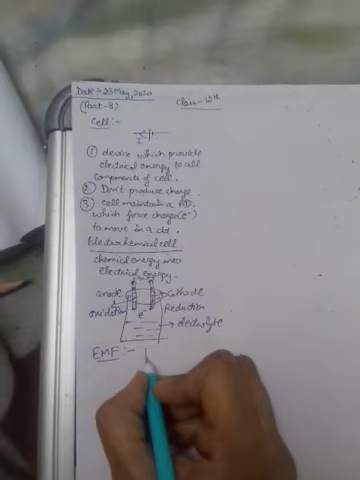 Date → 23 May, 2020
(Part-8) Class-12th
Cell:-
I
① device which provide
electrical energy to all
components of cell.
② Don't produce charge
③ cell maintain a P.D.
which force charge (e⁻)
to move in a ckt.
Electrochemical cell
chemical energy into
electrical energy.
anode cathode
oxidation e⁻ Reduction
→ electrolyte
EMF:-